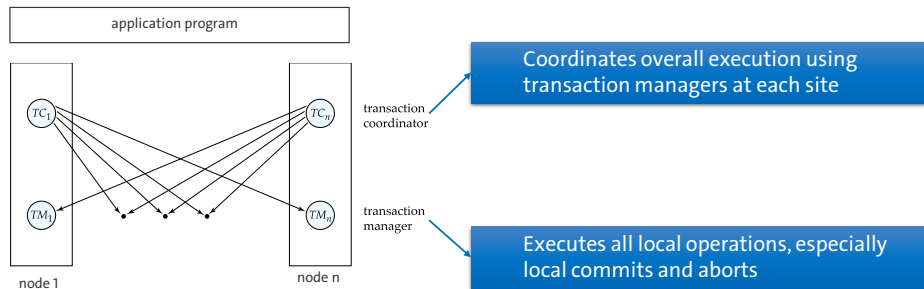 application program
Coordinates overall execution using
transaction managers at each site
TC1
TCn
transaction
coordinator
TM1
TMn
transaction
manager
Executes all local operations, especially
local commits and aborts
node 1
node n